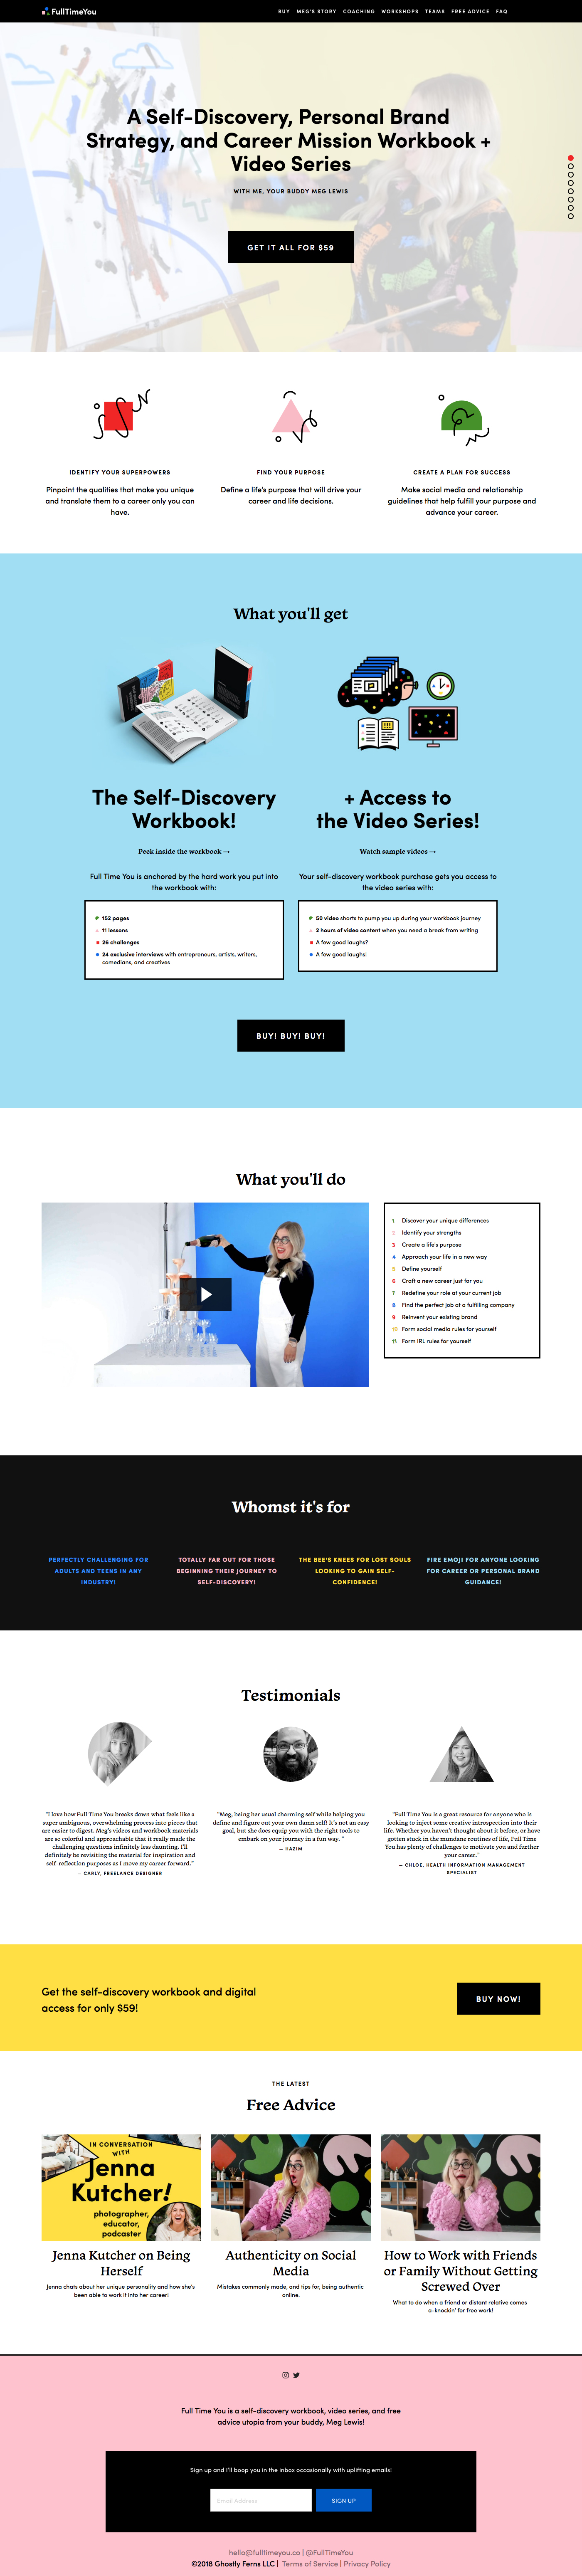 FullTimeYou
BUY MEG'S STORY COACHING WORKSHOPS TEAMS FREE ADVICE FAQ
A Self-Discovery, Personal Brand
Strategy, and Career Mission Workbook +
Video Series
WITH ME, YOUR BUDDY MEG LEWIS
GET IT ALL FOR $59
IDENTIFY YOUR SUPERPOWERS
Pinpoint the qualities that make you unique
and translate them to a career only you can
have.
FIND YOUR PURPOSE
Define a life's purpose that will drive your
career and life decisions.
CREATE A PLAN FOR SUCCESS
Make social media and relationship
guidelines that help fulfill your purpose and
advance your career.
What you'll get
The Self-Discovery
Workbook!
Peek inside the workbook →
Full Time You is anchored by the hard work you put into
the workbook with:
152 pages
11 lessons
26 challenges
24 exclusive interviews with entrepreneurs, artists, writers,
comedians, and creatives
+ Access to
the Video Series!
Watch sample videos →
Your self-discovery workbook purchase gets you access to
the video series with:
50 video shorts to pump you up during your workbook journey
2 hours of video content when you need a break from writing
A few good laughs?
A few good laughs!
BUY! BUY! BUY!
What you'll do
1. Discover your unique differences
2. Identify your strengths
3. Create a life's purpose
4. Approach your life in a new way
5. Define yourself
6. Craft a new career just for you
7. Redefine your role at your current job
8. Find the perfect job at a fulfilling company
9. Reinvent your existing brand
10. Form social media rules for yourself
11. Form IRL rules for yourself
Whomst it's for
PERFECTLY CHALLENGING FOR
ADULTS AND TEENS IN ANY
INDUSTRY!
TOTALLY FAR OUT FOR THOSE
BEGINNING THEIR JOURNEY TO
SELF-DISCOVERY!
THE BEE'S KNEES FOR LOST SOULS
LOOKING TO GAIN SELF-
CONFIDENCE!
FIRE EMOJI FOR ANYONE LOOKING
FOR CAREER OR PERSONAL BRAND
GUIDANCE!
Testimonials
"I love how Full Time You breaks down what feels like a
super ambiguous, overwhelming process into pieces that
are easier to digest. Meg's videos and workbook materials
are so colorful and approachable that it really made the
challenging questions infinitely less daunting. I'll
definitely be revisiting the material for inspiration and
self-reflection purposes as I move my career forward."
— CARLY, FREELANCE DESIGNER
"Meg, being her usual charming self while helping you
define and figure out your own damn self! It's not an easy
goal, but she does equip you with the right tools to
embark on your journey in a fun way. "
— HAZIM
"Full Time You is a great resource for anyone who is
looking to inject some creative introspection into their
life. Whether you haven't thought about it before, or have
gotten stuck in the mundane routines of life, Full Time
You has plenty of challenges to motivate you and further
your career."
— CHLOE, HEALTH INFORMATION MANAGEMENT
SPECIALIST
Get the self-discovery workbook and digital
access for only $59!
BUY NOW!
THE LATEST
Free Advice
IN CONVERSATION
WITH
Jenna
Kutcher!
photographer,
educator,
podcaster
Jenna Kutcher on Being
Herself
Jenna chats about her unique personality and how she's
been able to work it into her career!
Authenticity on Social
Media
Mistakes commonly made, and tips for, being authentic
online.
How to Work with Friends
or Family Without Getting
Screwed Over
What to do when a friend or distant relative comes
a-knockin' for free work!
Full Time You is a self-discovery workbook, video series, and free
advice utopia from your buddy, Meg Lewis!
Sign up and I'll boop you in the inbox occasionally with uplifting emails!
Email Address
SIGN UP
hello@fulltimeyou.co | @FullTimeYou
©2018 Ghostly Ferns LLC | Terms of Service | Privacy Policy